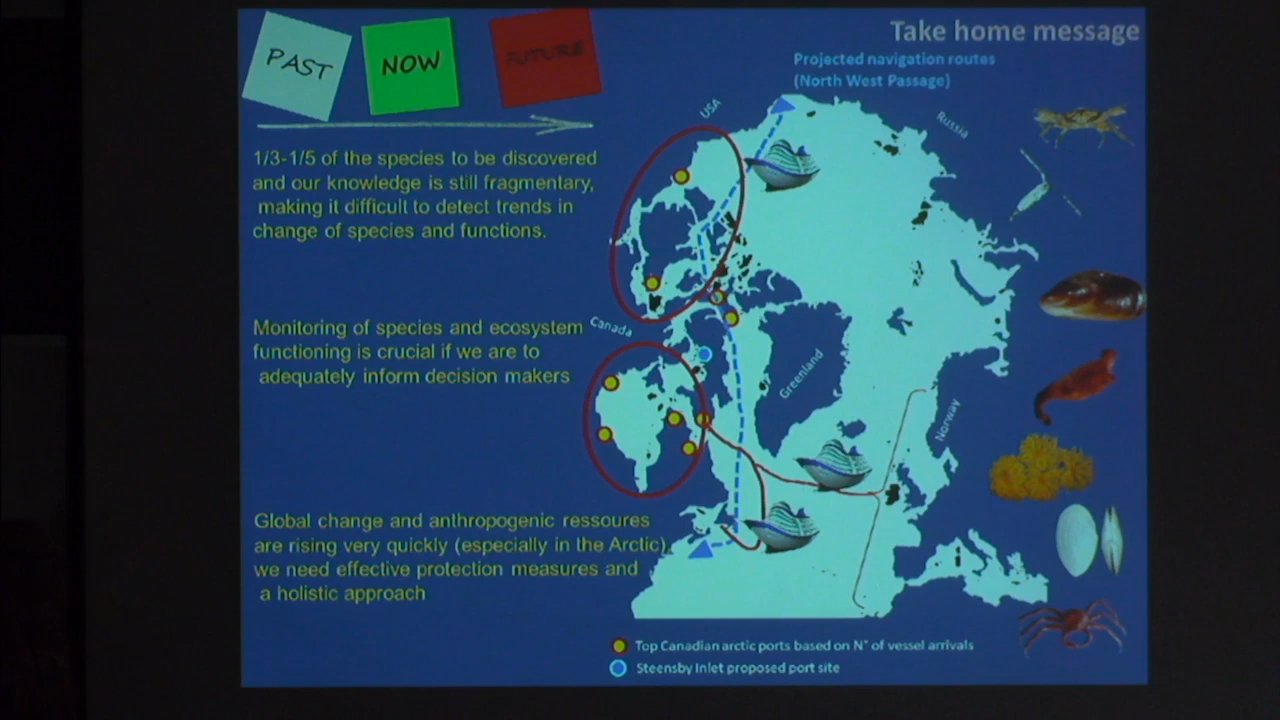 PAST
NOW
FUTURE
Take home message
Projected navigation routes
(North West Passage)
USA
Russia
1/3-1/5 of the species to be discovered
and our knowledge is still fragmentary,
making it difficult to detect trends in
change of species and functions.
Canada
Monitoring of species and ecosystem
functioning is crucial if we are to
adequately inform decision makers
Greenland
Norway
Global change and anthropogenic ressoures
are rising very quickly (especially in the Arctic),
we need effective protection measures and
a holistic approach
Top Canadian arctic ports based on N° of vessel arrivals
Steensby Inlet proposed port site